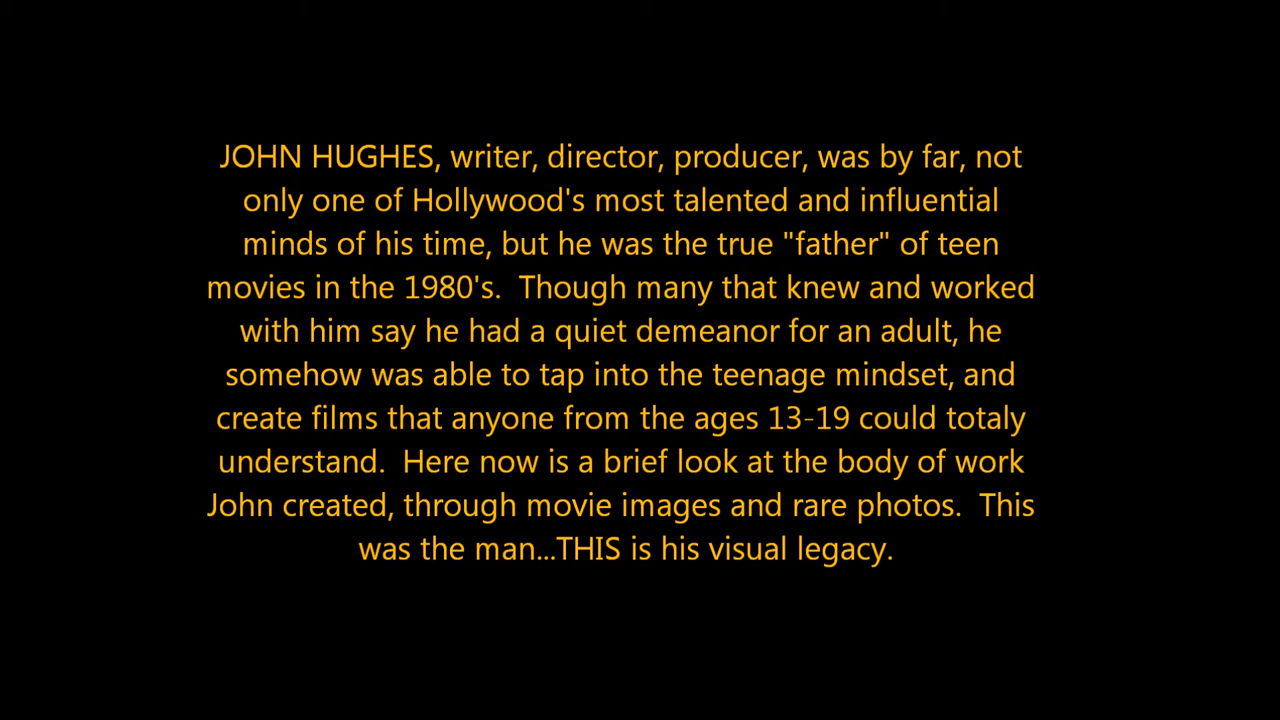 JOHN HUGHES, writer, director, producer, was by far, not
only one of Hollywood's most talented and influential
minds of his time, but he was the true "father" of teen
movies in the 1980's.  Though many that knew and worked
with him say he had a quiet demeanor for an adult, he
somehow was able to tap into the teenage mindset, and
create films that anyone from the ages 13-19 could totaly
understand.  Here now is a brief look at the body of work
John created, through movie images and rare photos.  This
was the man...THIS is his visual legacy.